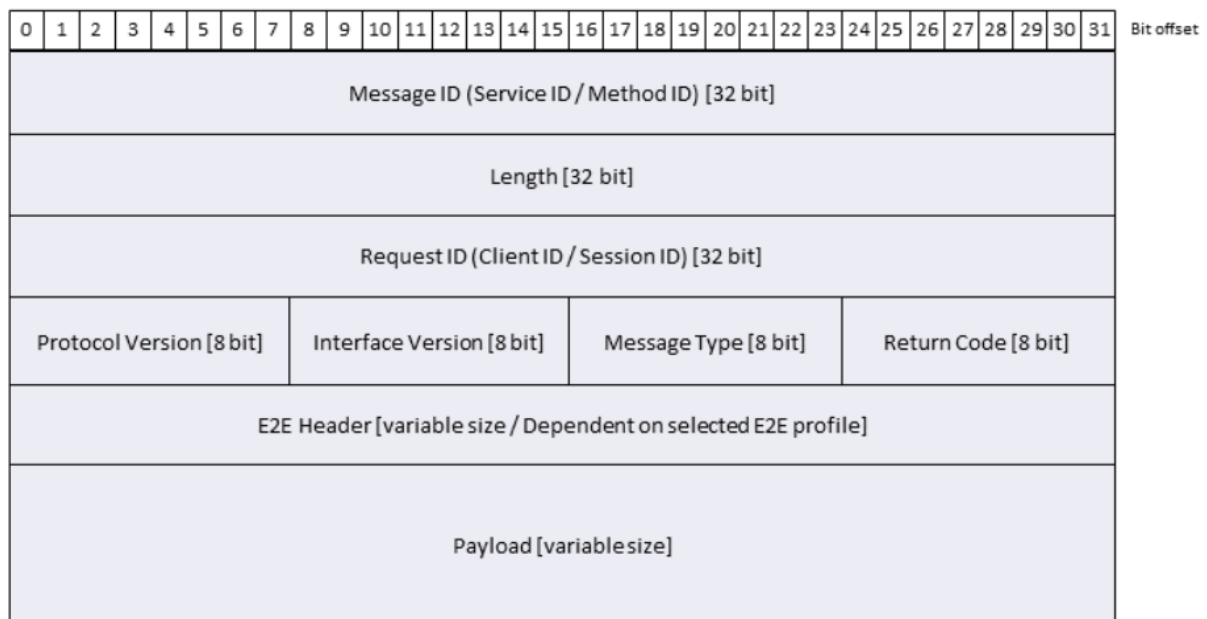 0 1 2 3 4 5 6 7 8 9 10 11 12 13 14 15 16 17 18 19 20 21 22 23 24 25 26 27 28 29 30 31 Bit offset
Message ID (Service ID / Method ID) [32 bit]
Length [32 bit]
Request ID (Client ID / Session ID) [32 bit]
Protocol Version [8 bit] Interface Version [8 bit] Message Type [8 bit] Return Code [8 bit]
E2E Header [variable size / Dependent on selected E2E profile]
Payload [variable size]